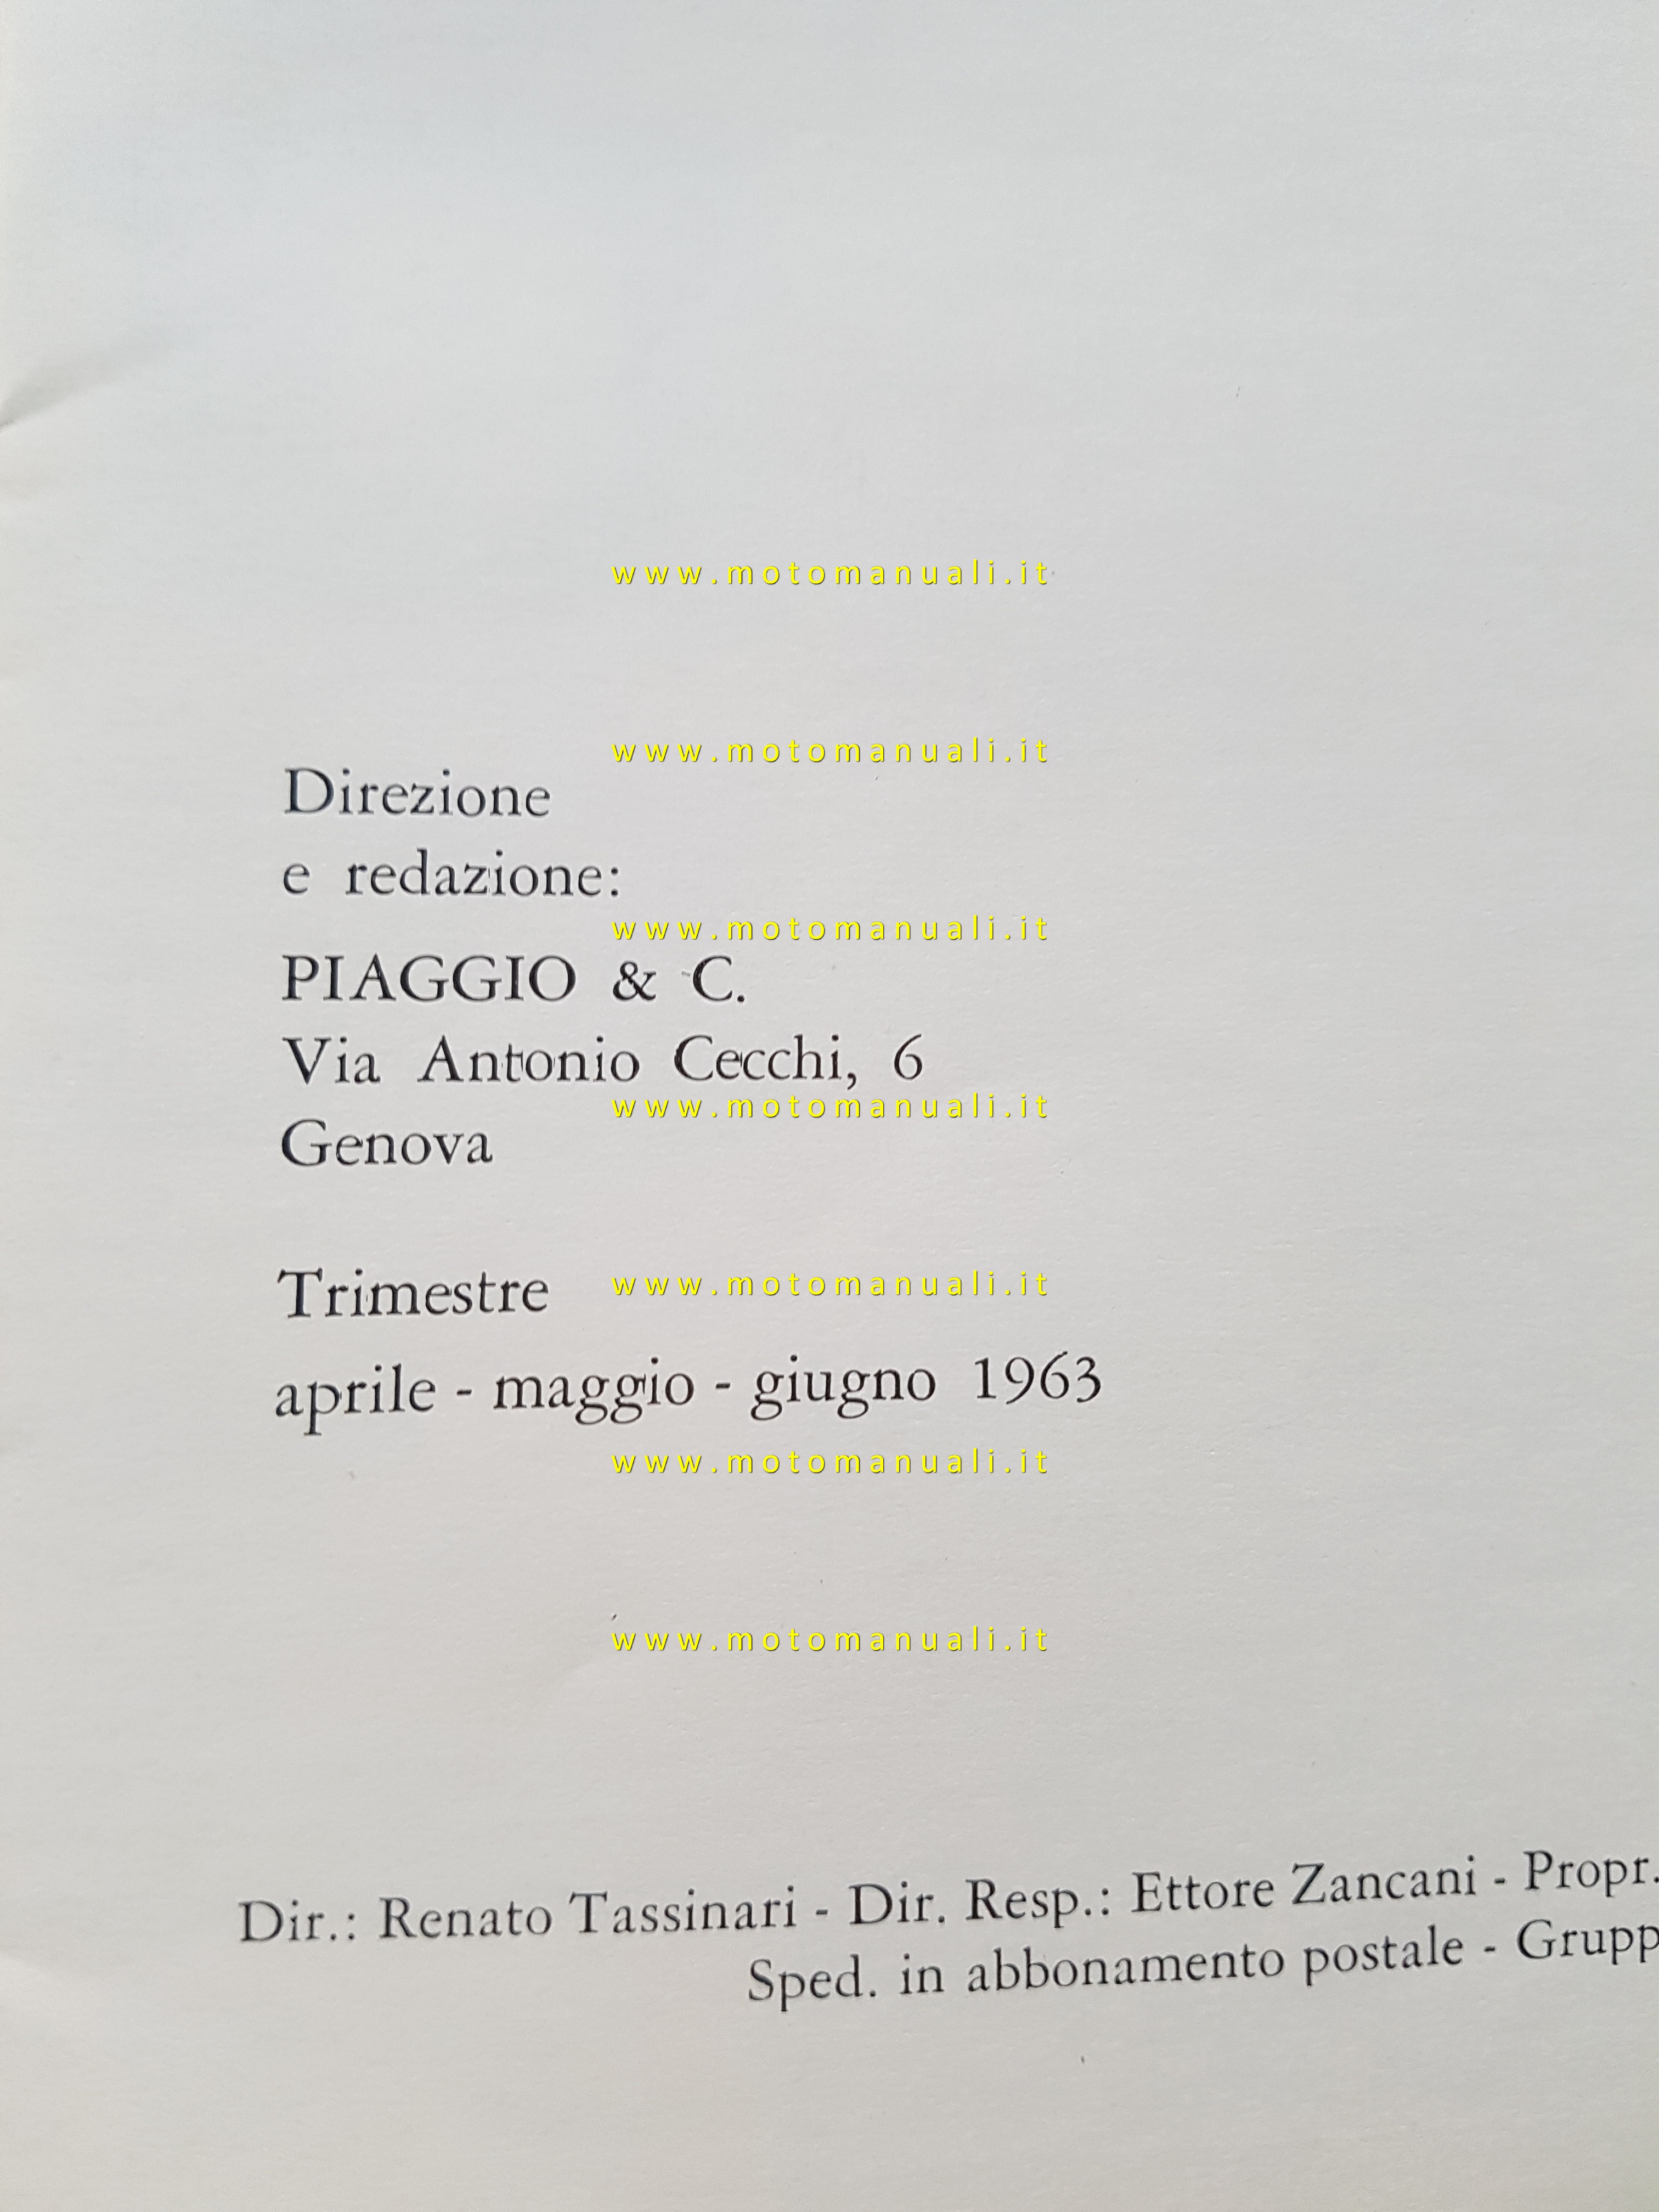 www.motomanuali.it
www.motomanuali.it
Direzione
e redazione:
www.motomanuali.it
PIAGGIO & C.
Via Antonio Cecchi, 6
www.motomanuali.it
Genova
Trimestre
www.motomanuali.it
aprile - maggio - giugno 1963
www.motomanuali.it
www.motomanuali.it
Dir.: Renato Tassinari - Dir. Resp.: Ettore Zancani - Propr.
Sped. in abbonamento postale - Grupp